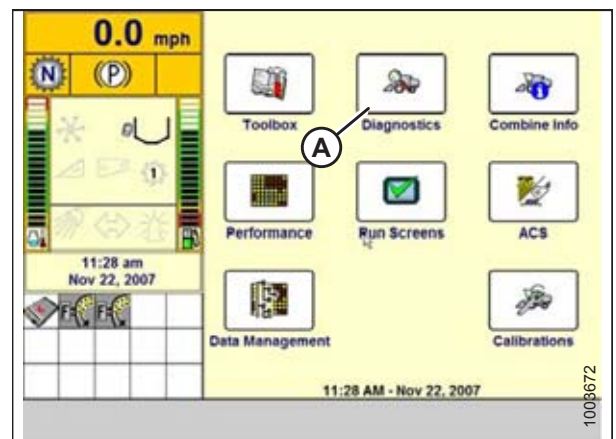 0.0 mph
N
(P)
1
11:28 am
Nov 22, 2007
F=
F=
Toolbox
Diagnostics
Combine Info
A
Performance
Run Screens
ACS
Data Management
Calibrations
11:28 AM - Nov 22, 2007
1003672